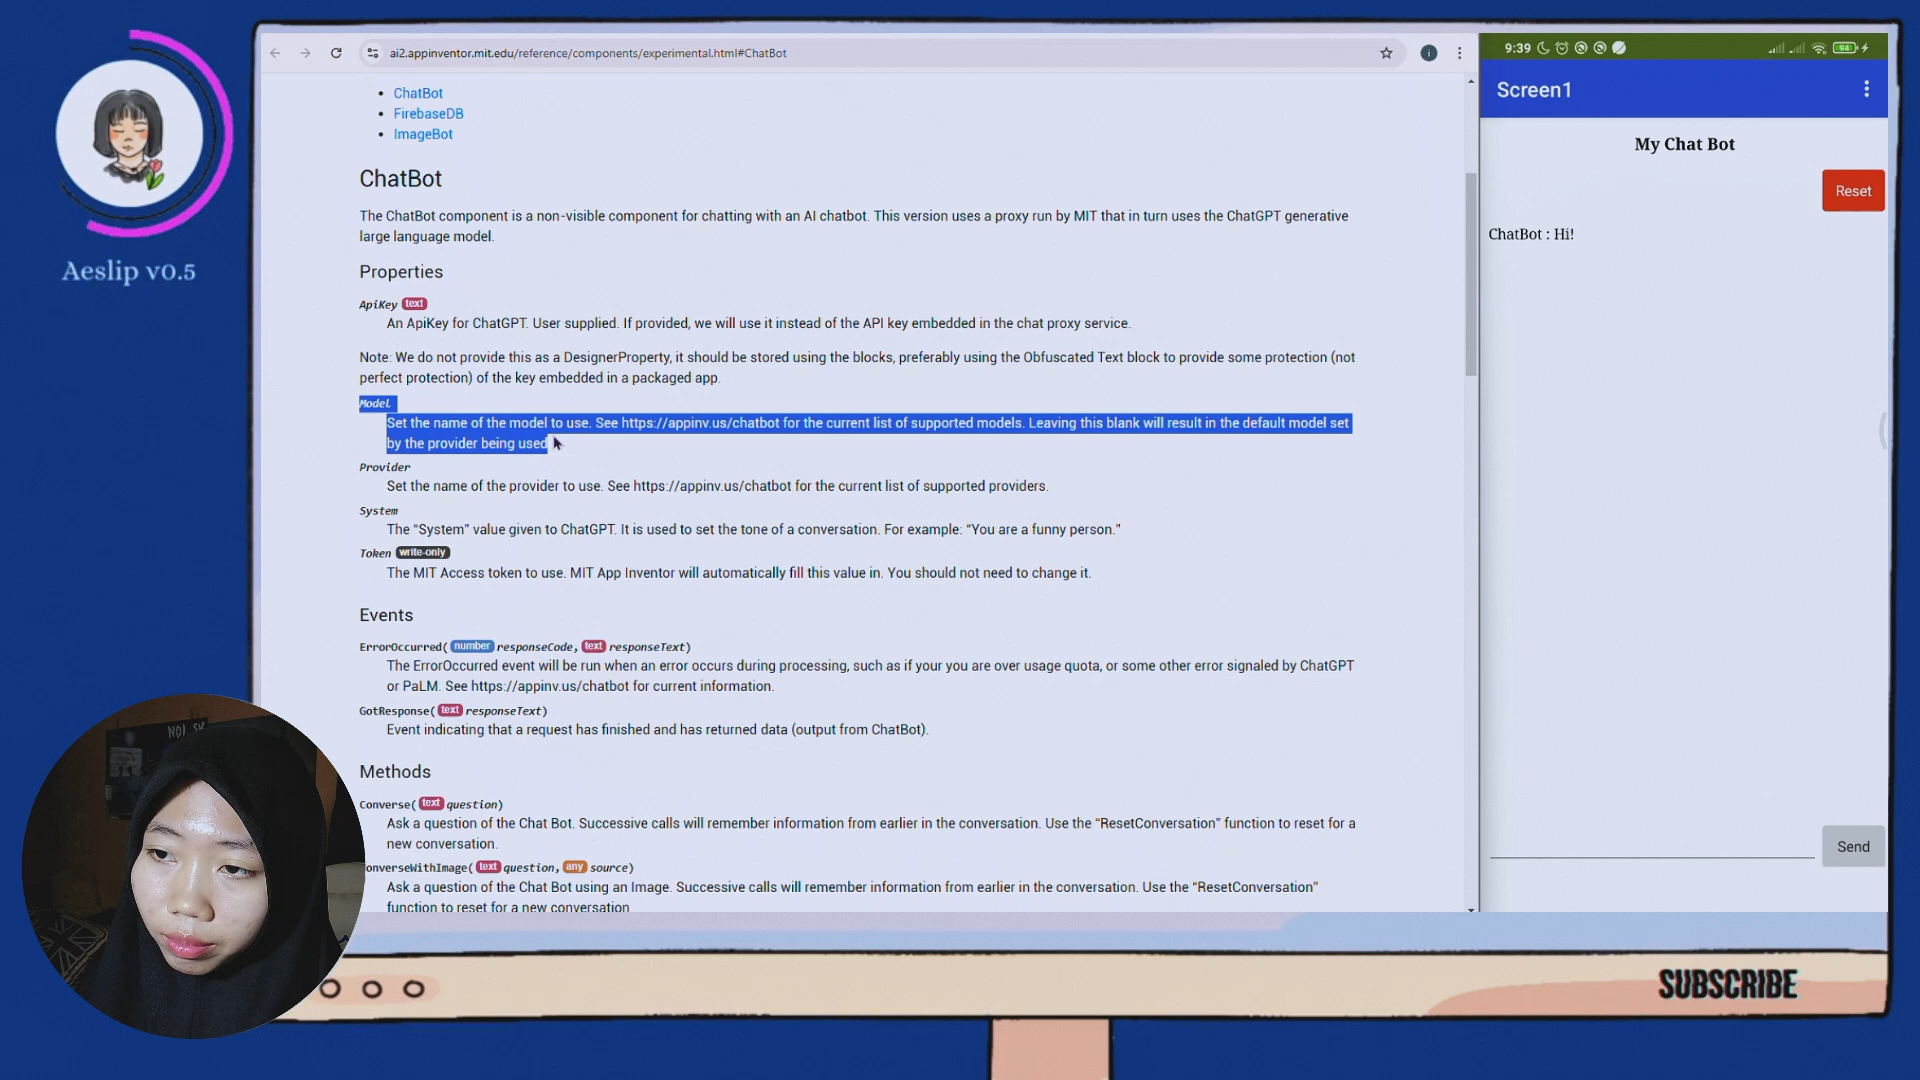 Aeslip v0.5
ai2.appinventor.mit.edu/reference/components/experimental.html#ChatBot
ChatBot
FirebaseDB
ImageBot
ChatBot
The ChatBot component is a non-visible component for chatting with an AI chatbot. This version uses a proxy run by MIT that in turn uses the ChatGPT generative
large language model.
Properties
ApiKey text
An ApiKey for ChatGPT. User supplied. If provided, we will use it instead of the API key embedded in the chat proxy service.
Note: We do not provide this as a DesignerProperty, it should be stored using the blocks, preferably using the Obfuscated Text block to provide some protection (not
perfect protection) of the key embedded in a packaged app.
Model
Set the name of the model to use. See https://appinv.us/chatbot for the current list of supported models. Leaving this blank will result in the default model set
by the provider being used
Provider
Set the name of the provider to use. See https://appinv.us/chatbot for the current list of supported providers.
System
The “System” value given to ChatGPT. It is used to set the tone of a conversation. For example: “You are a funny person.”
Token write-only
The MIT Access token to use. MIT App Inventor will automatically fill this value in. You should not need to change it.
Events
ErrorOccurred( number responseCode, text responseText)
The ErrorOccurred event will be run when an error occurs during processing, such as if your you are over usage quota, or some other error signaled by ChatGPT
or PaLM. See https://appinv.us/chatbot for current information.
GotResponse( text responseText)
Event indicating that a request has finished and has returned data (output from ChatBot).
Methods
Converse( text question)
Ask a question of the Chat Bot. Successive calls will remember information from earlier in the conversation. Use the “ResetConversation” function to reset for a
new conversation.
onverseWithImage( text question, any source)
Ask a question of the Chat Bot using an Image. Successive calls will remember information from earlier in the conversation. Use the “ResetConversation”
function to reset for a new conversation
9:39
94
Screen1
My Chat Bot
Reset
ChatBot : Hi!
Send
SUBSCRIBE